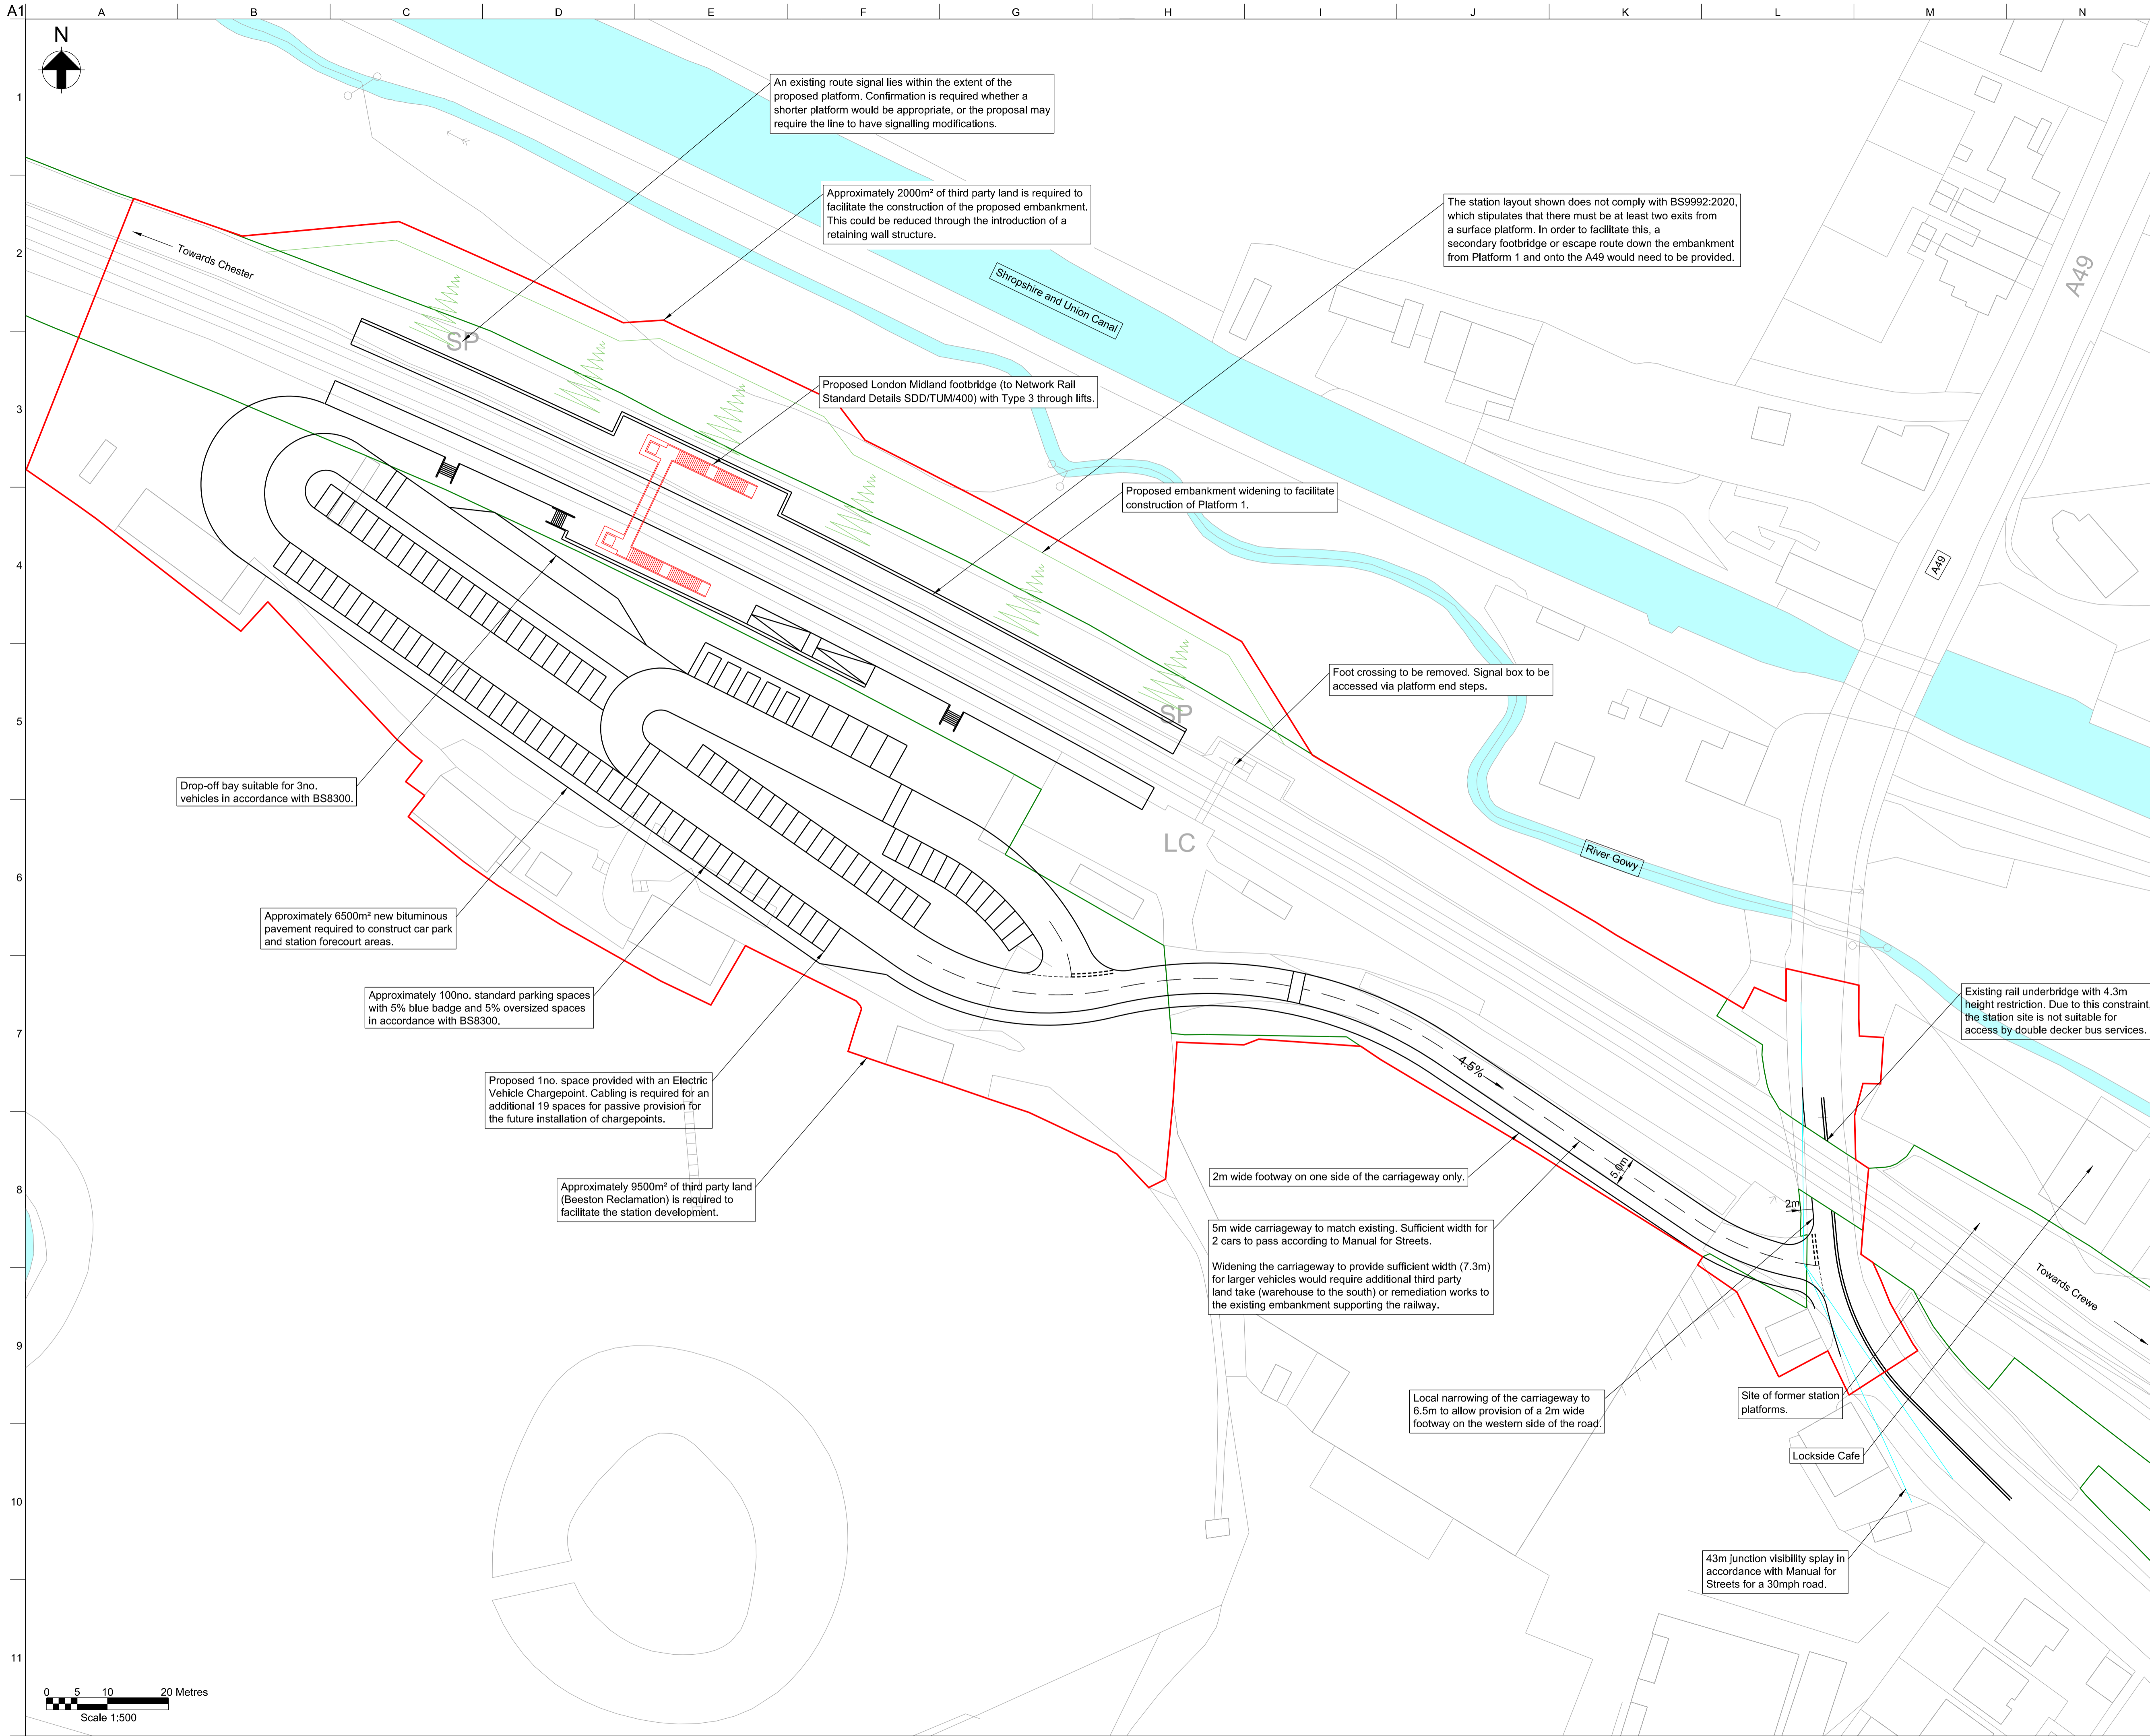 A1
A B C D E F G H I J K L M N
N
1
2
3
4
5
6
7
8
9
10
11
An existing route signal lies within the extent of the
proposed platform. Confirmation is required whether a
shorter platform would be appropriate, or the proposal may
require the line to have signalling modifications.
Approximately 2000m² of third party land is required to
facilitate the construction of the proposed embankment.
This could be reduced through the introduction of a
retaining wall structure.
The station layout shown does not comply with BS9992:2020,
which stipulates that there must be at least two exits from
a surface platform. In order to facilitate this, a
secondary footbridge or escape route down the embankment
from Platform 1 and onto the A49 would need to be provided.
Towards Chester
Shropshire and Union Canal
A49
SP
Proposed London Midland footbridge (to Network Rail
Standard Details SDD/TUM/400) with Type 3 through lifts.
Proposed embankment widening to facilitate
construction of Platform 1.
A49
Foot crossing to be removed. Signal box to be
accessed via platform end steps.
SP
Drop-off bay suitable for 3no.
vehicles in accordance with BS8300.
LC
River Gowy
Approximately 6500m² new bituminous
pavement required to construct car park
and station forecourt areas.
Approximately 100no. standard parking spaces
with 5% blue badge and 5% oversized spaces
in accordance with BS8300.
Existing rail underbridge with 4.3m
height restriction. Due to this constraint,
the station site is not suitable for
access by double decker bus services.
Proposed 1no. space provided with an Electric
Vehicle Chargepoint. Cabling is required for an
additional 19 spaces for passive provision for
the future installation of chargepoints.
4.5%
Approximately 9500m² of third party land
(Beeston Reclamation) is required to
facilitate the station development.
2m wide footway on one side of the carriageway only.
5.0m
2m
5m wide carriageway to match existing. Sufficient width for
2 cars to pass according to Manual for Streets.
Widening the carriageway to provide sufficient width (7.3m)
for larger vehicles would require additional third party
land take (warehouse to the south) or remediation works to
the existing embankment supporting the railway.
Towards Crewe
Local narrowing of the carriageway to
6.5m to allow provision of a 2m wide
footway on the western side of the road.
Site of former station
platforms.
Lockside Cafe
43m junction visibility splay in
accordance with Manual for
Streets for a 30mph road.
0 5 10 20 Metres
Scale 1:500